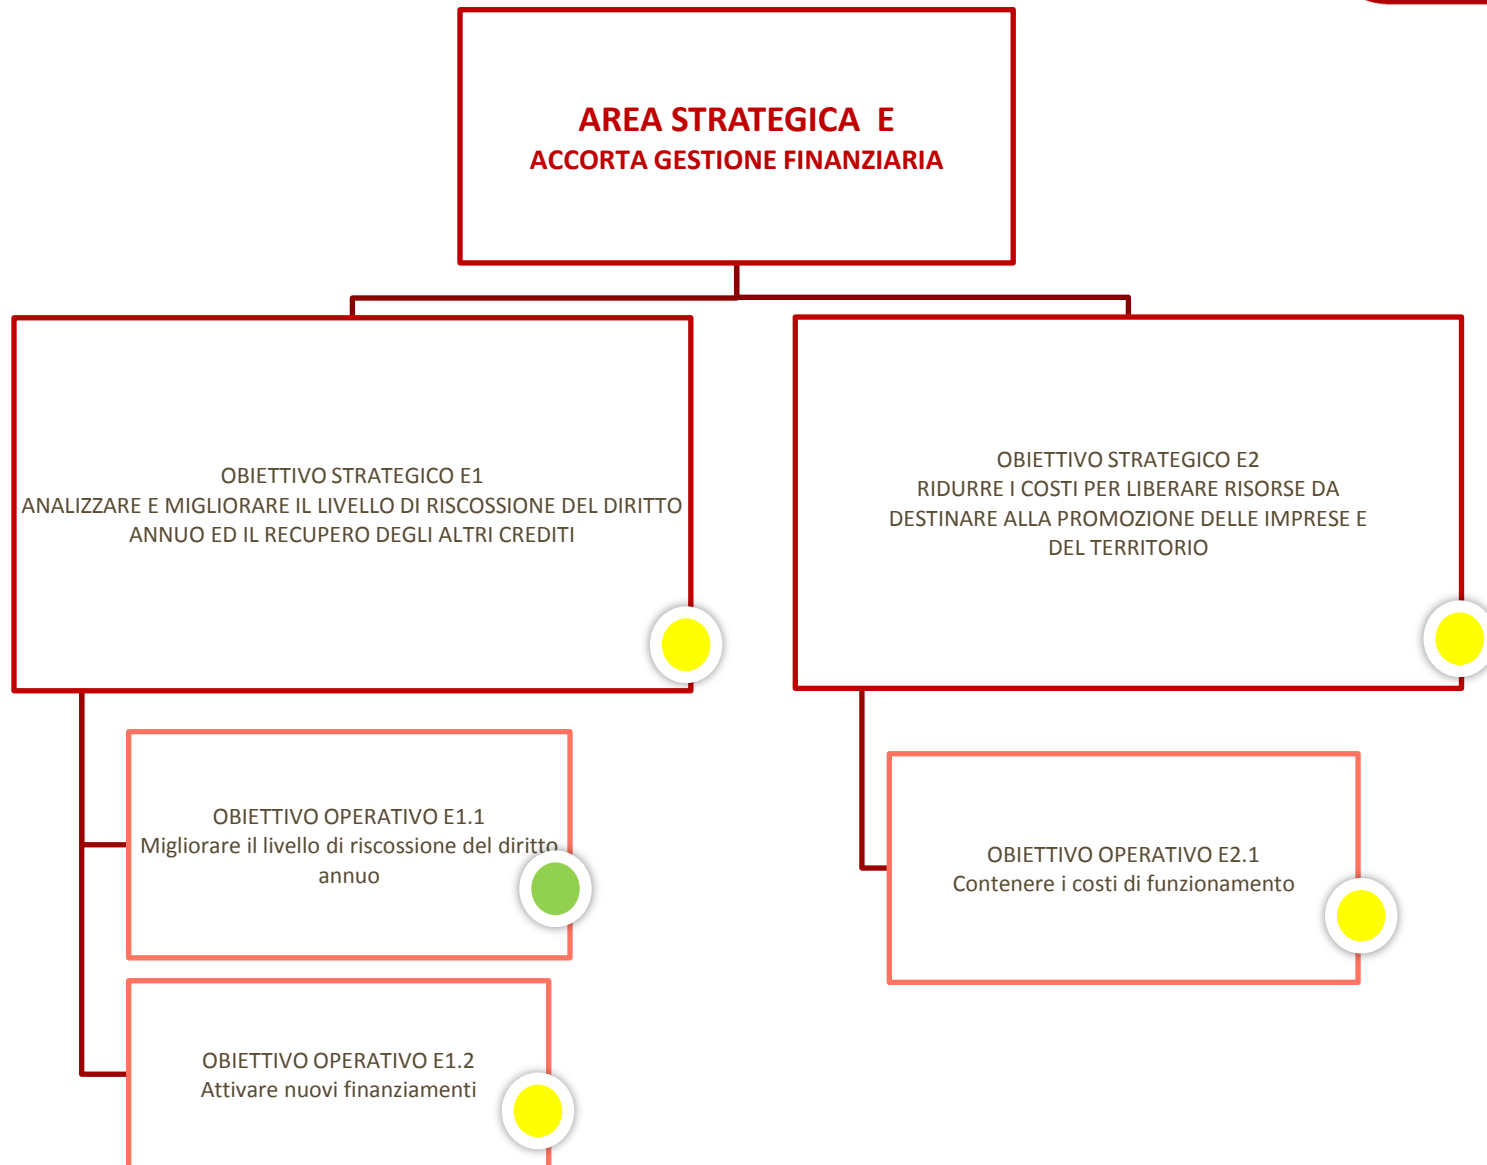 AREA STRATEGICA E
ACCORTA GESTIONE FINANZIARIA
OBIETTIVO STRATEGICO E1
ANALIZZARE E MIGLIORARE IL LIVELLO DI RISCOSSIONE DEL DIRITTO
ANNUO ED IL RECUPERO DEGLI ALTRI CREDITI
OBIETTIVO STRATEGICO E2
RIDURRE I COSTI PER LIBERARE RISORSE DA
DESTINARE ALLA PROMOZIONE DELLE IMPRESE E
DEL TERRITORIO
OBIETTIVO OPERATIVO E1.1
Migliorare il livello di riscossione del diritto
annuo
OBIETTIVO OPERATIVO E2.1
Contenere i costi di funzionamento
OBIETTIVO OPERATIVO E1.2
Attivare nuovi finanziamenti